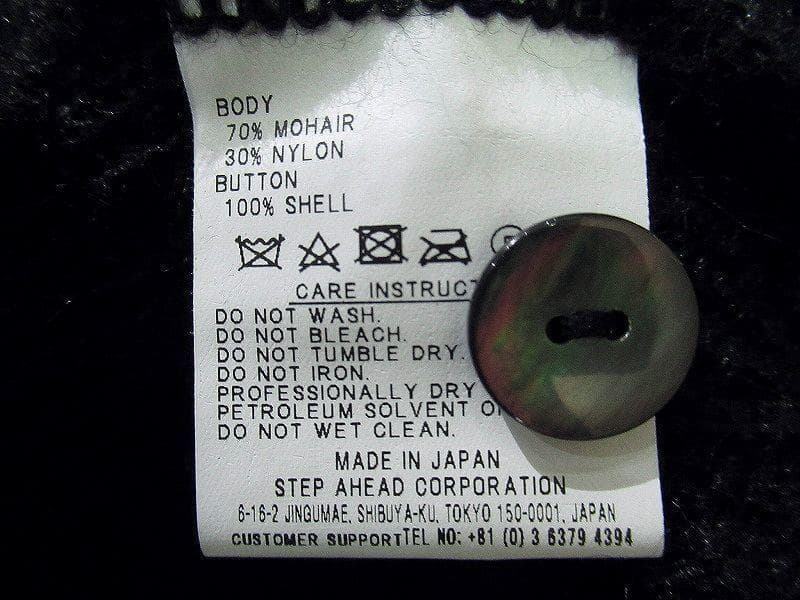 BODY
70% MOHAIR
30% NYLON
BUTTON
100% SHELL
CARE INSTRUCT
DO NOT WASH.
DO NOT BLEACH.
DO NOT TUMBLE DRY.
DO NOT IRON.
PROFESSIONALLY DRY
PETROLEUM SOLVENT
DO NOT WET CLEAN.
MADE IN JAPAN
STEP AHEAD CORPORATION
6-16-2 JINGUMAE, SHIBUYA-KU, TOKYO 150-0001, JAPAN
CUSTOMER SUPPORT TEL NO: +81 (0) 3 6379 4394